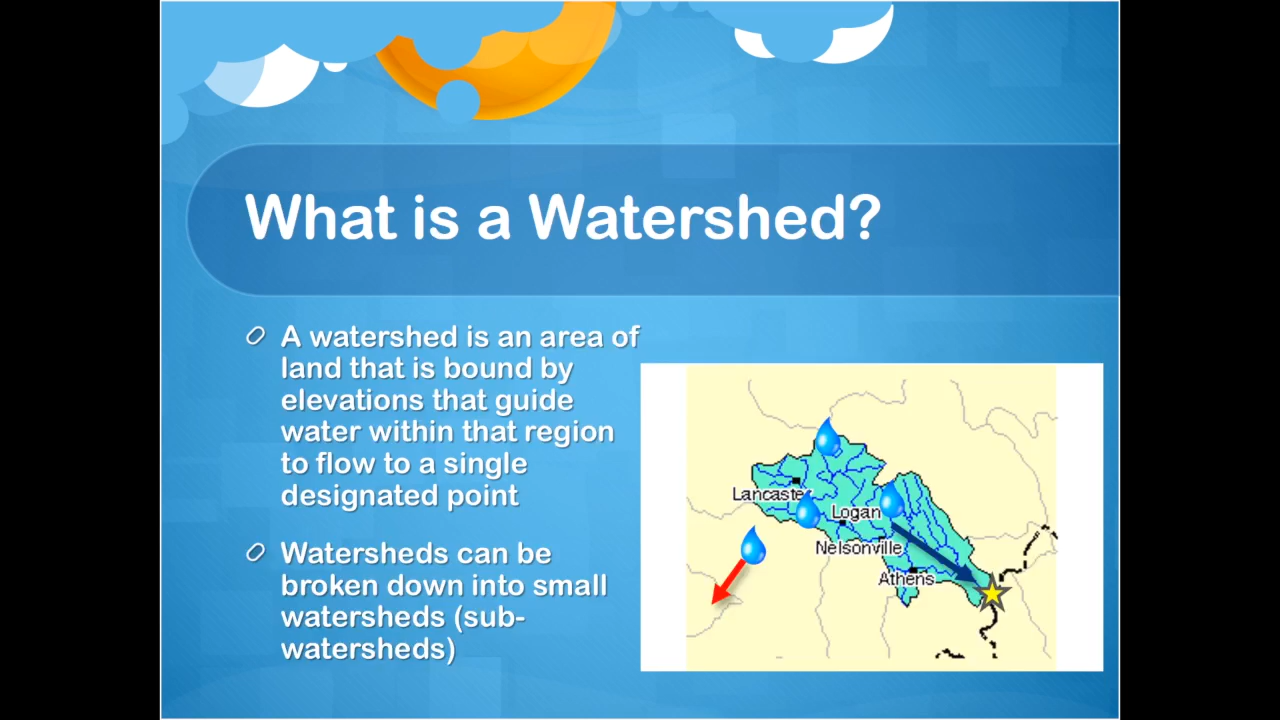 What is a Watershed?
A watershed is an area of
land that is bound by
elevations that guide
water within that region
to flow to a single
designated point
Watersheds can be
broken down into small
watersheds (sub-
watersheds)
Lancaste
Logan
Nelsonville
Athens